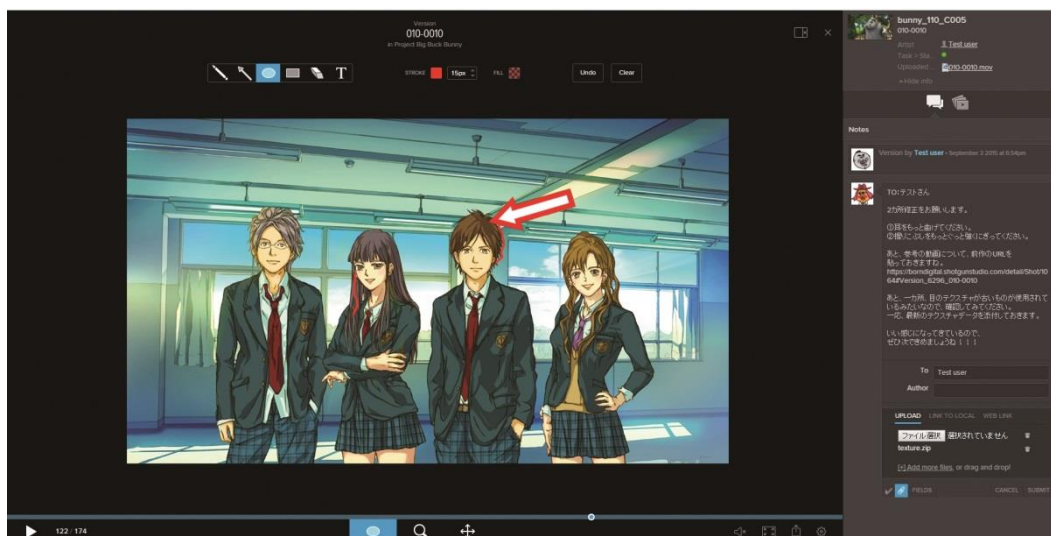 Version
010-0010
in Project Big Buck Bunny
T
STROKE
15px
FILL
Undo
Clear
bunny_110_C005
010-0010
Artist
Test user
Task > Sta...
Uploaded ...
010-0010.mov
Hide info
Notes
Version by Test user • September 3 2015 at 6:54pm
TO:テストさん
2カ所修正をお願いします。
①耳をもっと曲げてください。
②握りこぶしをもっとぐっと強くにぎってください。
あと、参考の動画について、前作のURLを
貼っておきますね。
https://borndigital.shotgunstudio.com/detail/Shot/10
64#Version_6296_010-0010
あと、一カ所、目のテクスチャが古いものが使用されて
いるみたいなので、確認してみてください。
一応、最新のテクスチャデータを添付しておきます。
いい感じになってきているので、
ぜひ次できめましょうね！！！
To
Test user
Author
UPLOAD
LINK TO LOCAL
WEB LINK
ファイル選択
選択されていません
texture.zip
[+] Add more files, or drag and drop!
FIELDS
CANCEL
SUBMIT
122 / 174